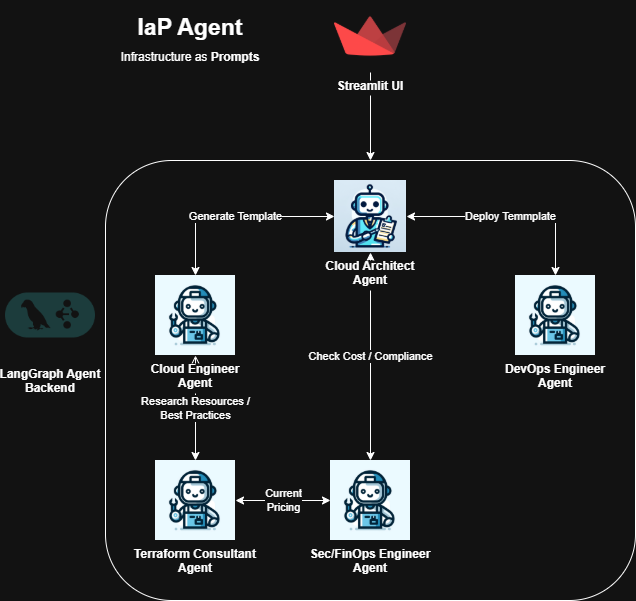 IaP Agent
Infrastructure as Prompts
Streamlit UI
Generate Template
Deploy Temmplate
Cloud Architect
Agent
Cloud Engineer
Agent
DevOps Engineer
Agent
LangGraph Agent
Backend
Check Cost / Compliance
Research Resources /
Best Practices
Current
Pricing
Terraform Consultant
Agent
Sec/FinOps Engineer
Agent